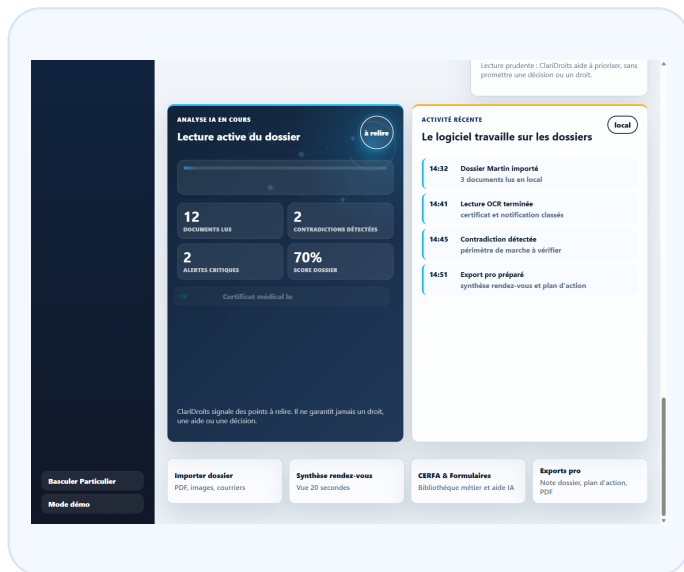 Lecture prudente : ClariDroits aide à prioriser, sans
promettre une décision ou un droit.
ANALYSE IA EN COURS
Lecture active du dossier
à relire
12
DOCUMENTS LUS
2
CONTRADICTIONS DÉTECTÉES
2
ALERTES CRITIQUES
70%
SCORE DOSSIER
Certificat médical lu
ClariDroits signale des points à relire. Il ne garantit jamais un droit,
une aide ou une décision.
ACTIVITÉ RÉCENTE
Le logiciel travaille sur les dossiers
local
14:32 Dossier Martin importé
3 documents lus en local
14:41 Lecture OCR terminée
certificat et notification classés
14:45 Contradiction détectée
périmètre de marche à vérifier
14:51 Export pro préparé
synthèse rendez-vous et plan d'action
Basculer Particulier
Mode démo
Importer dossier
PDF, images, courriers
Synthèse rendez-vous
Vue 20 secondes
CERFA & Formulaires
Bibliothèque métier et aide IA
Exports pro
Note dossier, plan d'action,
PDF